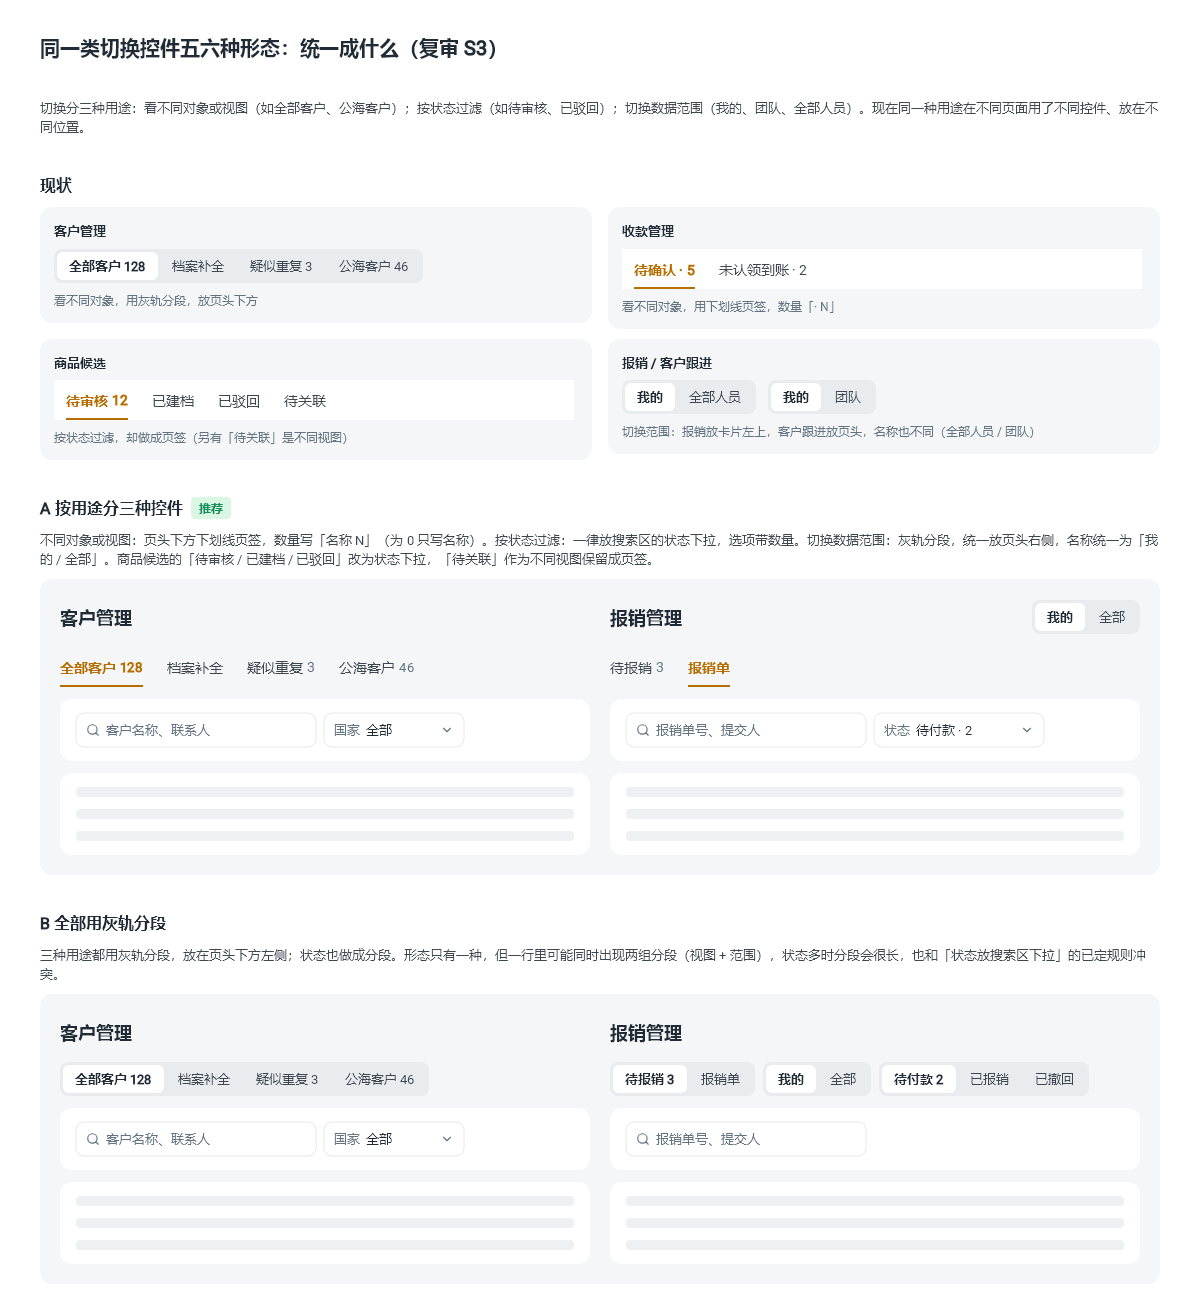 同一类切换控件五六种形态：统一成什么（复审 S3）
切换分三种用途：看不同对象或视图（如全部客户、公海客户）；按状态过滤（如待审核、已驳回）；切换数据范围（我的、团队、全部人员）。现在同一种用途在不同页面用了不同控件、放在不
同位置。
现状
客户管理
全部客户 128 档案补全 疑似重复 3 公海客户 46
看不同对象，用灰轨分段，放页头下方
收款管理
待确认 · 5 未认领到账 · 2
看不同对象，用下划线页签，数量「· N」
商品候选
待审核 12 已建档 已驳回 待关联
按状态过滤，却做成页签（另有「待关联」是不同视图）
报销 / 客户跟进
我的 全部人员 我的 团队
切换范围：报销放卡片左上，客户跟进放页头，名称也不同（全部人员 / 团队）
A 按用途分三种控件 推荐
不同对象或视图：页头下方下划线页签，数量写「名称 N」（为 0 只写名称）。按状态过滤：一律放搜索区的状态下拉，选项带数量。切换数据范围：灰轨分段，统一放页头右侧，名称统一为「我
的 / 全部」。商品候选的「待审核 / 已建档 / 已驳回」改为状态下拉，「待关联」作为不同视图保留成页签。
客户管理
全部客户 128 档案补全 疑似重复 3 公海客户 46
客户名称、联系人 国家 全部
报销管理 我的 全部
待报销 3 报销单
报销单号、提交人 状态 待付款 · 2
B 全部用灰轨分段
三种用途都用灰轨分段，放在页头下方左侧；状态也做成分段。形态只有一种，但一行里可能同时出现两组分段（视图 + 范围），状态多时分段会很长，也和「状态放搜索区下拉」的已定规则冲
突。
客户管理
全部客户 128 档案补全 疑似重复 3 公海客户 46
客户名称、联系人 国家 全部
报销管理
待报销 3 报销单 我的 全部 待付款 2 已报销 已撤回
报销单号、提交人